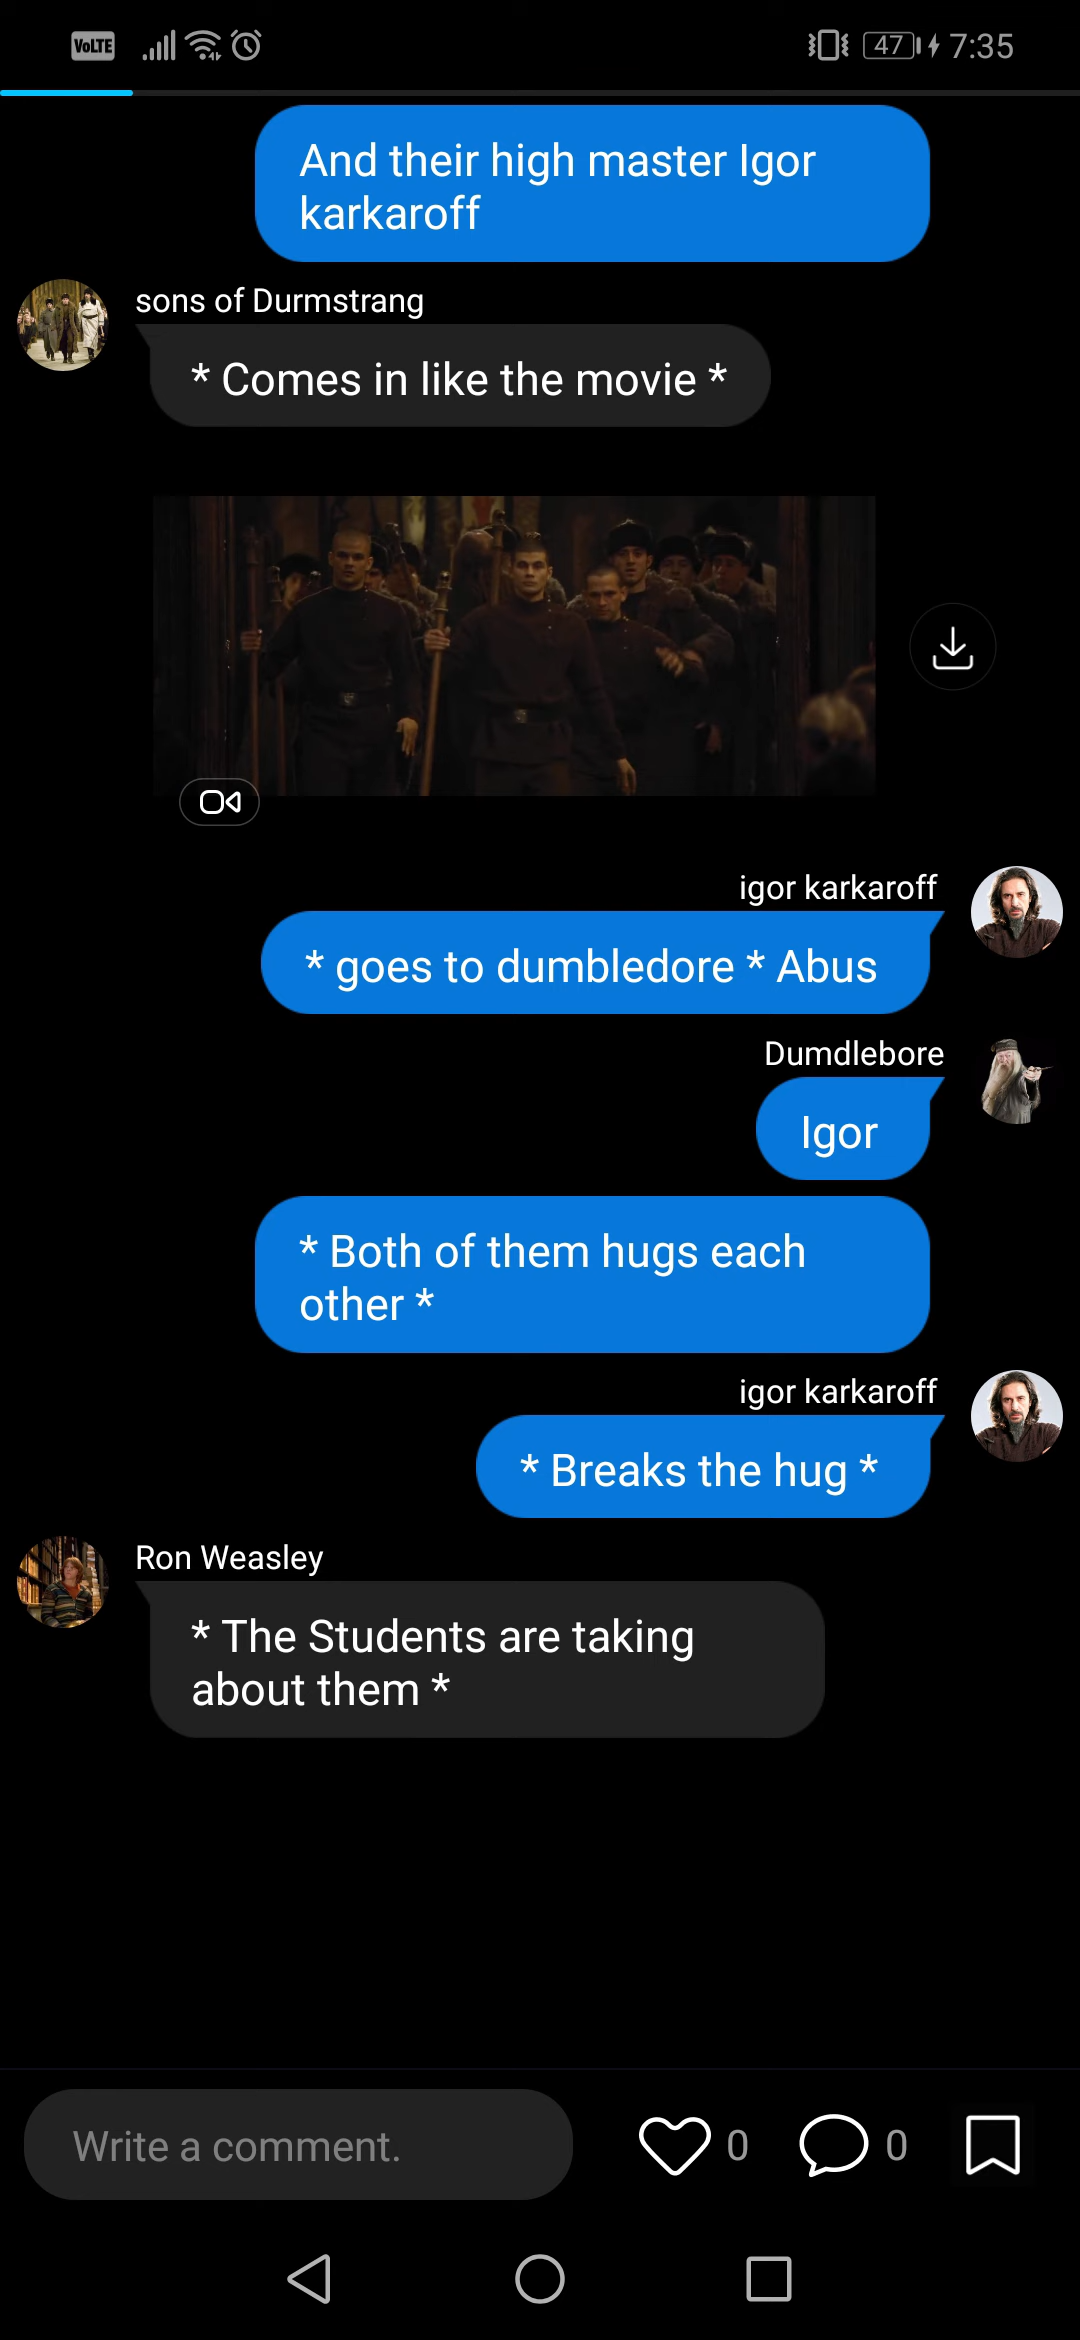 VoLTE 47 7:35
And their high master Igor
karkaroff
sons of Durmstrang
* Comes in like the movie *
igor karkaroff
* goes to dumbledore * Abus
Dumdlebore
Igor
* Both of them hugs each
other *
igor karkaroff
* Breaks the hug *
Ron Weasley
* The Students are taking
about them *
Write a comment. 0 0